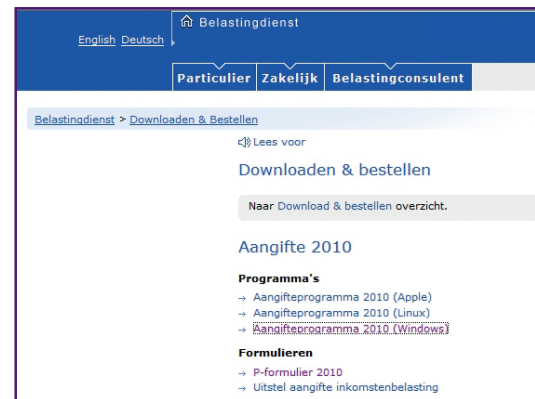 Belastingdienst
English Deutsch
Particulier Zakelijk Belastingconsulent
Belastingdienst > Downloaden & Bestellen
Lees voor
Downloaden & bestellen
Naar Download & bestellen overzicht.
Aangifte 2010
Programma's
→ Aangifteprogramma 2010 (Apple)
→ Aangifteprogramma 2010 (Linux)
→ Aangifteprogramma 2010 (Windows)
Formulieren
→ P-formulier 2010
→ Uitstel aangifte inkomstenbelasting